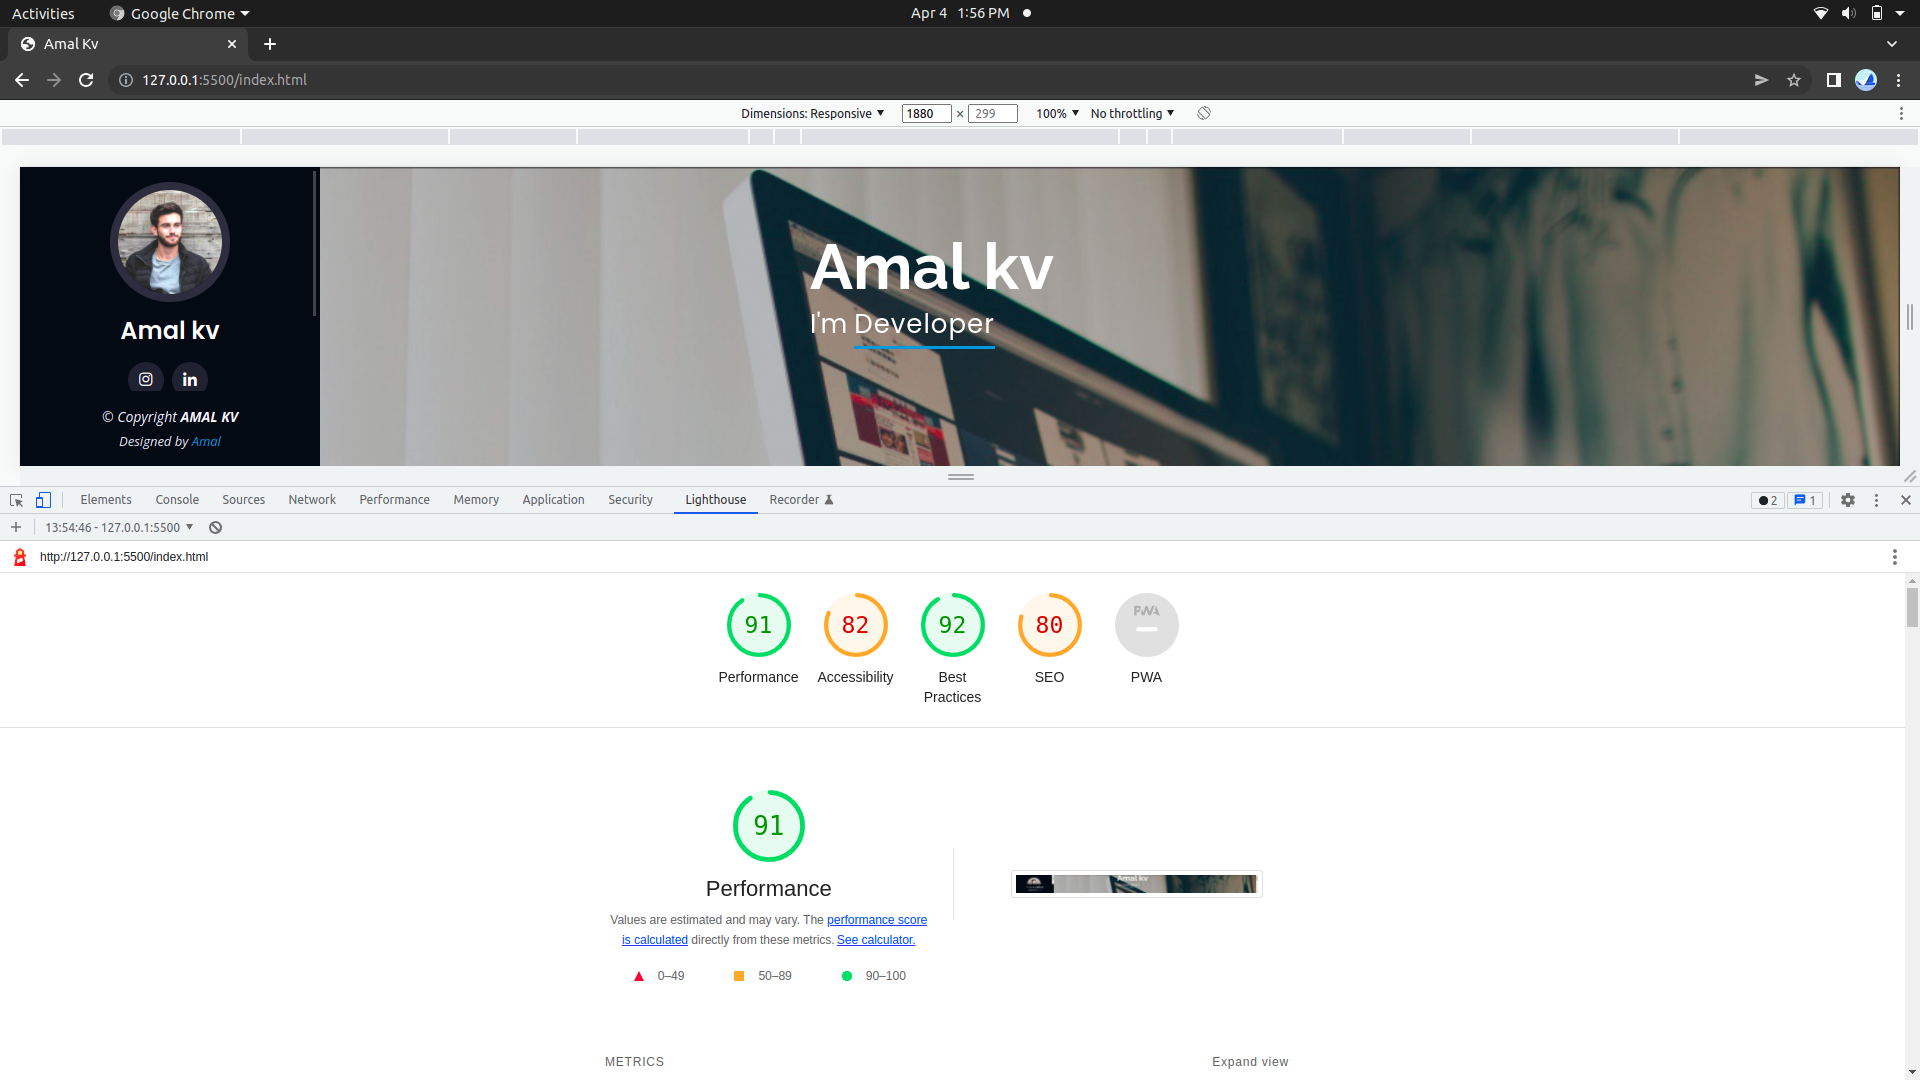 Activities
Google Chrome
Apr 4 1:56 PM
Amal Kv
127.0.0.1:5500/index.html
Dimensions: Responsive
1880 × 299
100%
No throttling
Amal kv
I'm Developer
Amal kv
© Copyright AMAL KV
Designed by Amal
Elements
Console
Sources
Network
Performance
Memory
Application
Security
Lighthouse
Recorder
2
1
13:54:46 - 127.0.0.1:5500
http://127.0.0.1:5500/index.html
91
82
92
80
PWA
Performance
Accessibility
Best
Practices
SEO
PWA
91
Performance
Values are estimated and may vary. The performance score
is calculated directly from these metrics. See calculator.
0–49
50–89
90–100
Amal kv
METRICS
Expand view